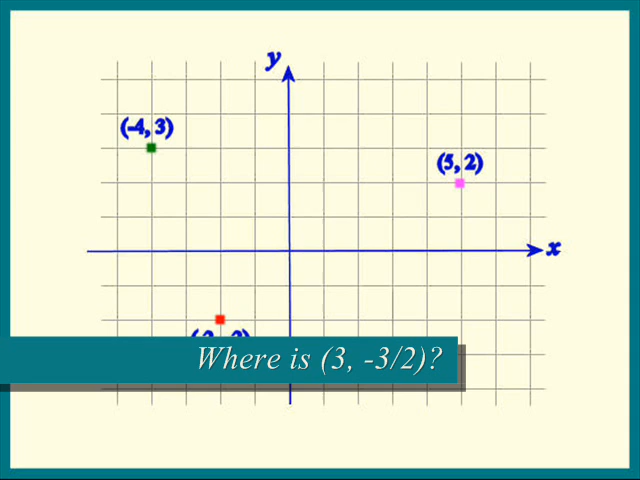 y
(-4, 3)
(5, 2)
x
Where is (3, -3/2)?